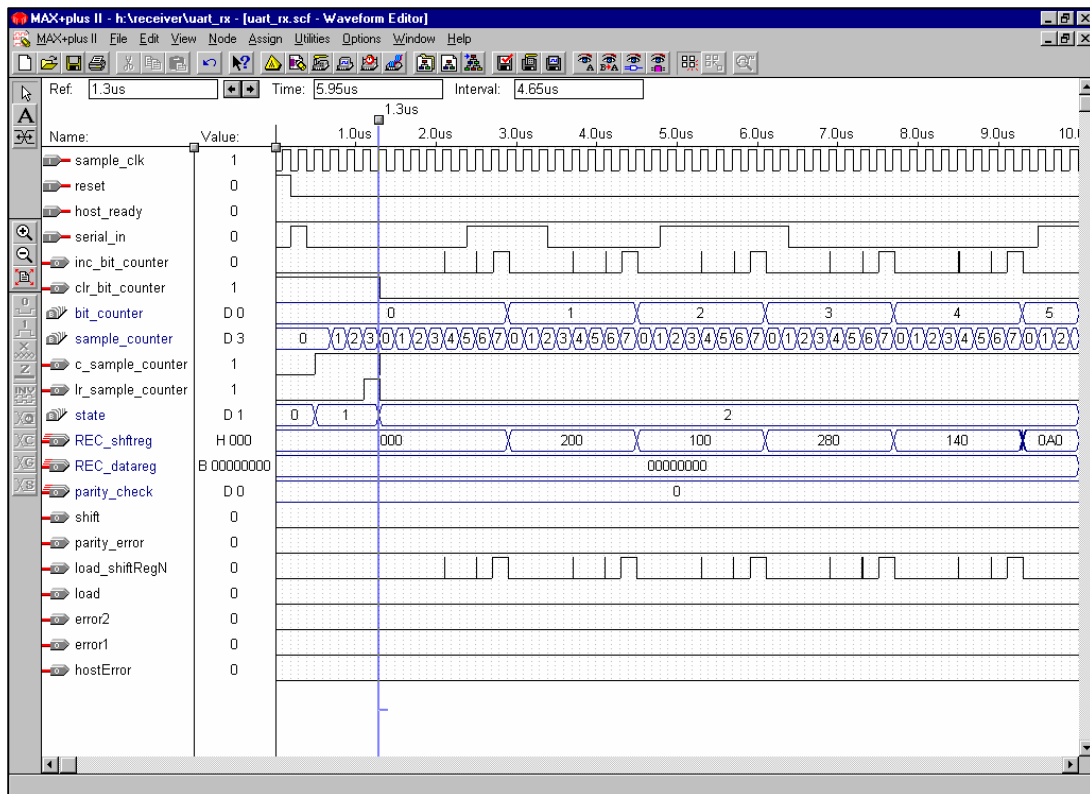 MAX+plus II - h:\receiver\uart_rx - [uart_rx.scf - Waveform Editor]
MAX+plus II File Edit View Node Assign Utilities Options Window Help
Ref: 1.3us Time: 5.95us Interval: 4.65us
1.3us
Name: Value: 1.0us 2.0us 3.0us 4.0us 5.0us 6.0us 7.0us 8.0us 9.0us 10.
sample_clk 1
reset 0
host_ready 0
serial_in 0
inc_bit_counter 0
clr_bit_counter 1
bit_counter D 0 0 1 2 3 4 5
sample_counter D 3 0 1 2 3 0 1 2 3 4 5 6 7 0 1 2 3 4 5 6 7 0 1 2 3 4 5 6 7 0 1 2 3 4 5 6 7 0 1 2 3 4 5 6 7 0 1 2
c_sample_counter 1
lr_sample_counter 1
state D 1 0 1 2
REC_shftreg H 000 000 200 100 280 140 0A0
REC_datareg B 00000000 00000000
parity_check D 0 0
shift 0
parity_error 0
load_shiftRegN 0
load 0
error2 0
error1 0
hostError 0